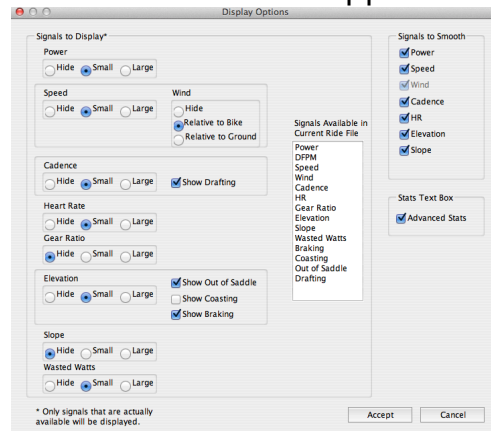 Display Options
Signals to Display*
Power
Hide Small Large
Speed
Hide Small Large
Wind
Hide
Relative to Bike
Relative to Ground
Cadence
Hide Small Large
Show Drafting
Heart Rate
Hide Small Large
Gear Ratio
Hide Small Large
Elevation
Hide Small Large
Show Out of Saddle
Show Coasting
Show Braking
Slope
Hide Small Large
Wasted Watts
Hide Small Large
* Only signals that are actually
available will be displayed.
Signals Available in
Current Ride File
Power
DFPM
Speed
Wind
Cadence
HR
Gear Ratio
Elevation
Slope
Wasted Watts
Braking
Coasting
Out of Saddle
Drafting
Signals to Smooth
Power
Speed
Wind
Cadence
HR
Elevation
Slope
Stats Text Box
Advanced Stats
Accept
Cancel